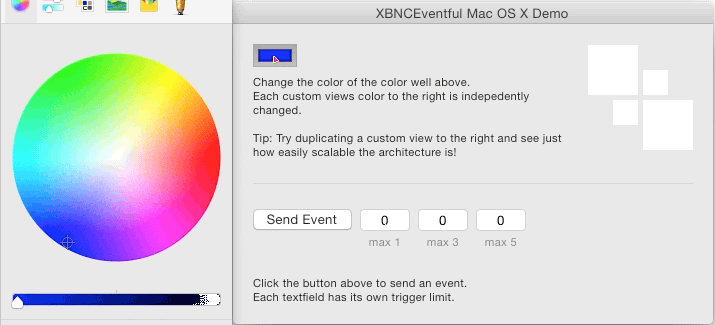 XBNCEventful Mac OS X Demo
Change the color of the color well above.
Each custom views color to the right is indepedently
changed.
Tip: Try duplicating a custom view to the right and see just
how easily scalable the architecture is!
Send Event 0 0 0
max 1 max 3 max 5
Click the button above to send an event.
Each textfield has its own trigger limit.